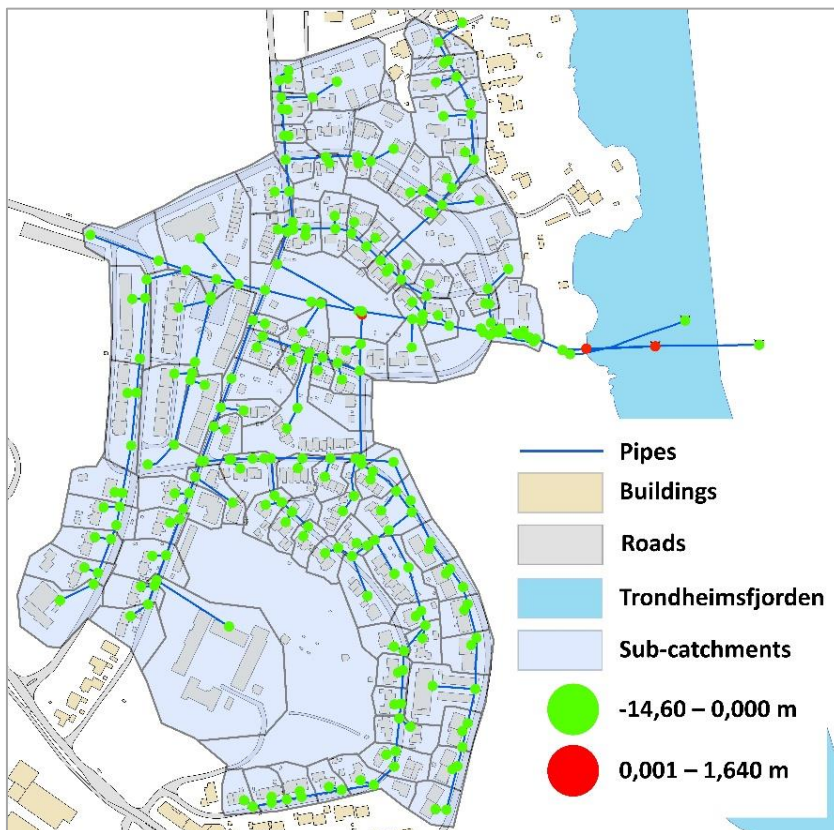 Pipes
Buildings
Roads
Trondheimsfjorden
Sub-catchments
-14,60 – 0,000 m
0,001 – 1,640 m